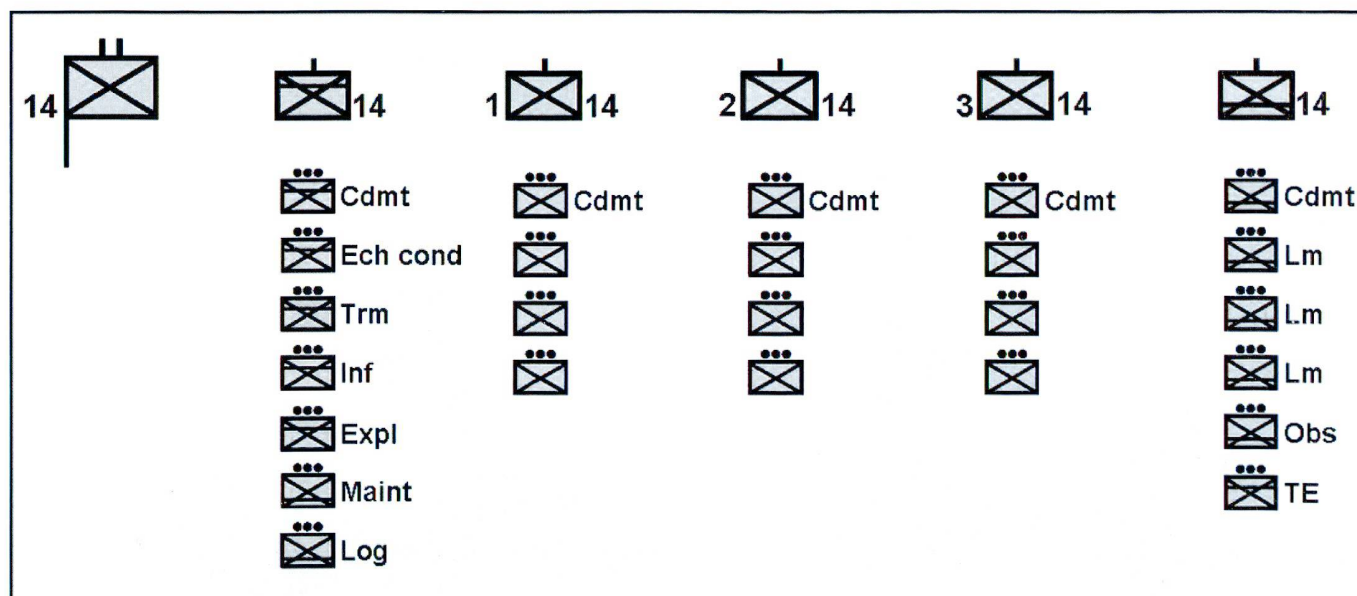 14 14 1 14 2 14 3 14 14
Cdmt Cdmt Cdmt Cdmt Cdmt
Ech cond Lm
Trm Lm
Inf Lm
Expl Obs
Maint TE
Log